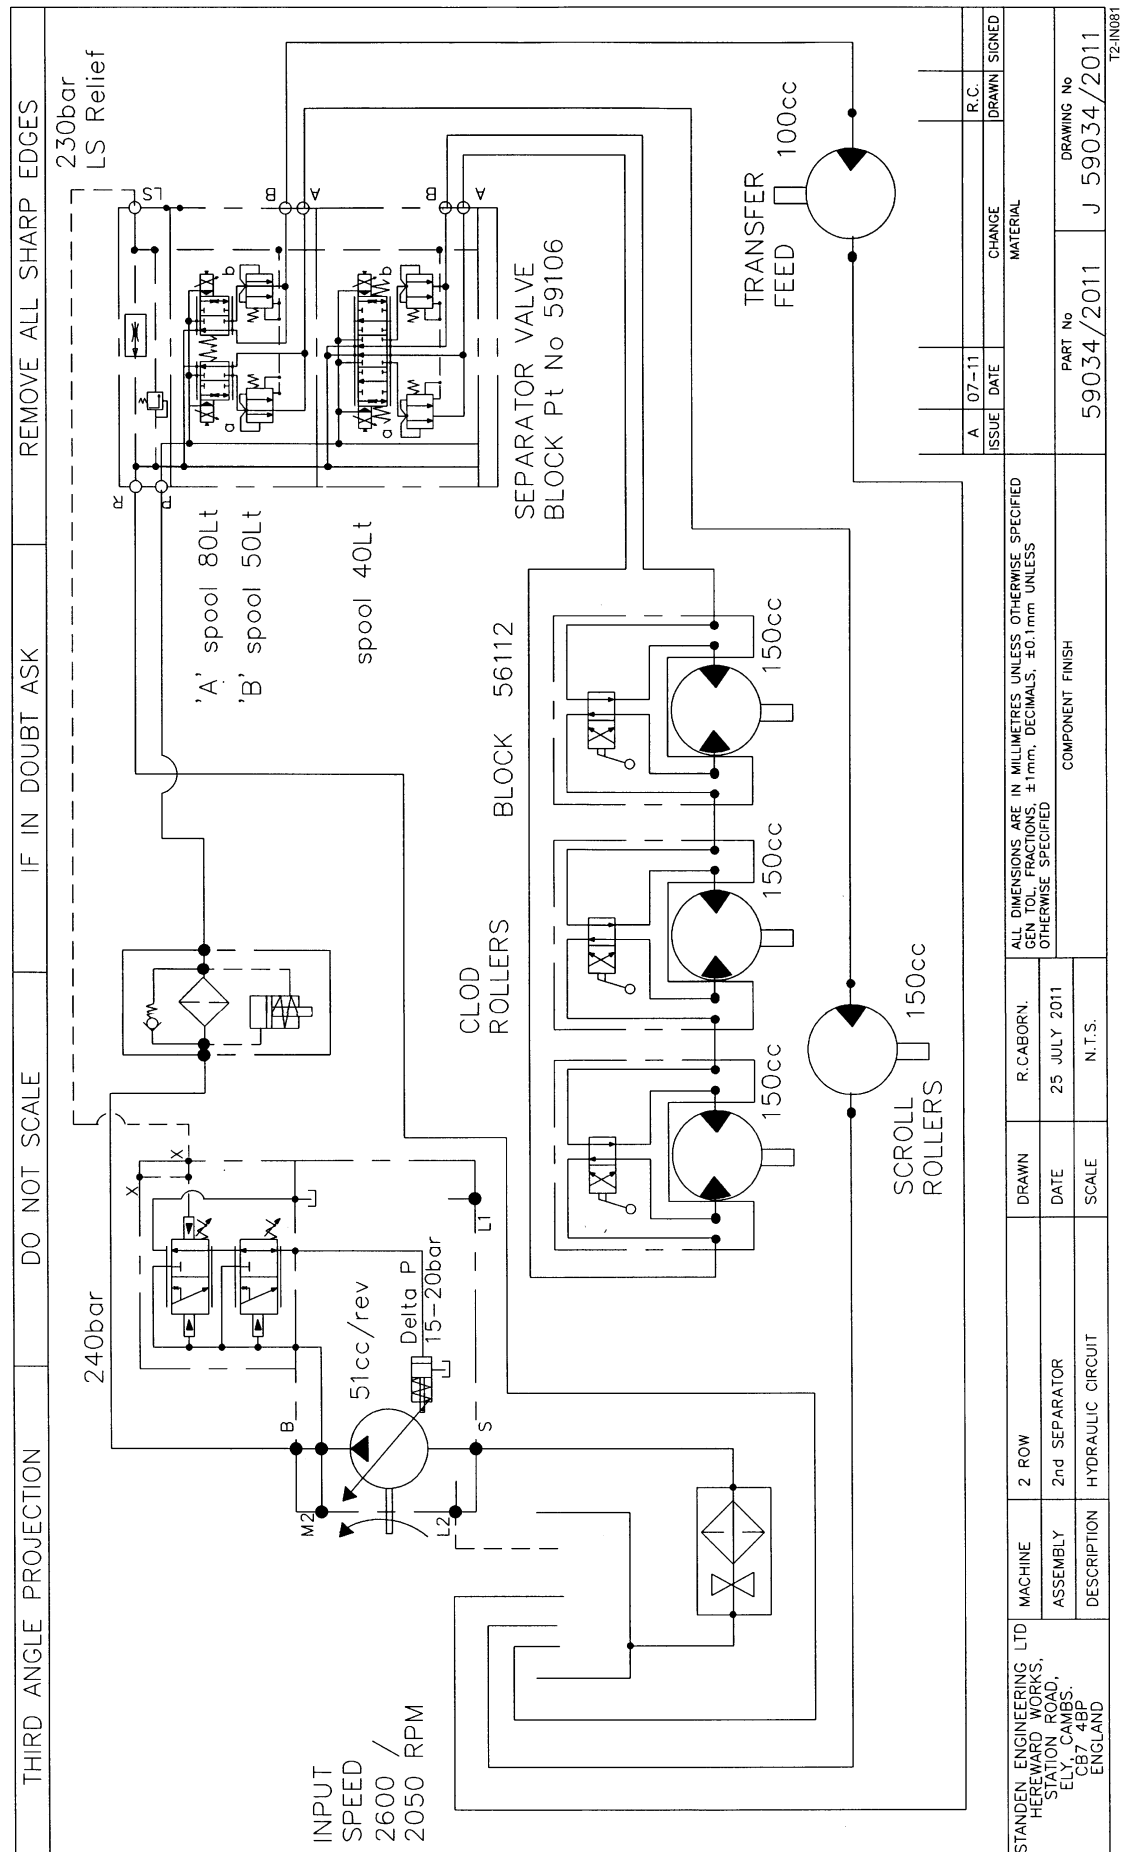 THIRD ANGLE PROJECTION
DO NOT SCALE
IF IN DOUBT ASK
REMOVE ALL SHARP EDGES
240bar
230bar
LS Relief
X
X
J
L1
B
M2
L2
S
51cc/rev
Delta P
15-20bar
INPUT
SPEED
2600 /
2050 RPM
R
P
LS
B
A
B
A
a
b
a
b
'A' spool 80Lt
'B' spool 50Lt
spool 40Lt
SEPARATOR VALVE
BLOCK Pt No 59106
CLOD
ROLLERS
BLOCK 56112
150cc
150cc
150cc
SCROLL
ROLLERS
150cc
TRANSFER
FEED
100cc
STANDEN ENGINEERING LTD
HEREWARD WORKS,
STATION ROAD,
ELY, CAMBS.
CB7 4BP
ENGLAND
MACHINE
2 ROW
ASSEMBLY
2nd SEPARATOR
DESCRIPTION
HYDRAULIC CIRCUIT
DRAWN
R.CABORN.
DATE
25 JULY 2011
SCALE
N.T.S.
ALL DIMENSIONS ARE IN MILLIMETRES UNLESS OTHERWISE SPECIFIED
GEN TOL, FRACTIONS, ±1mm, DECIMALS, ±0.1mm UNLESS
OTHERWISE SPECIFIED
COMPONENT FINISH
A
07-11
R.C.
ISSUE
DATE
CHANGE
DRAWN
SIGNED
MATERIAL
PART No
59034/2011
DRAWING No
J 59034/2011
T2-IN081